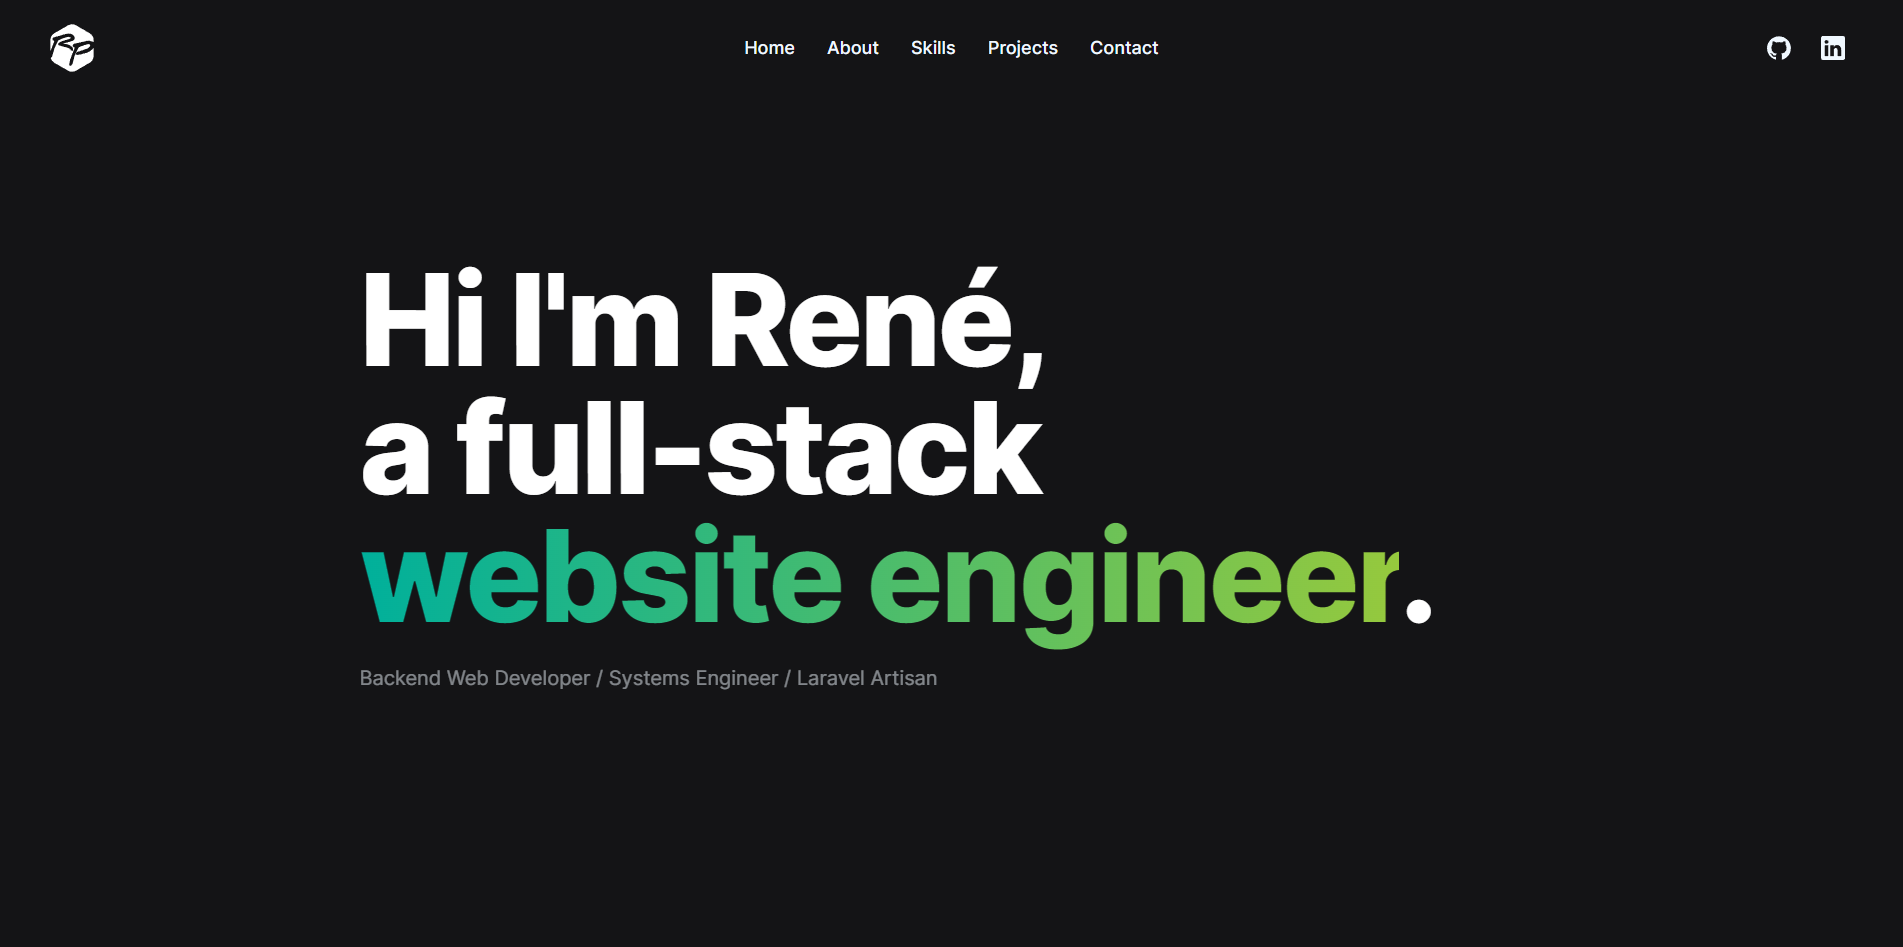 RP
Home About Skills Projects Contact
in
Hi I'm René,
a full-stack
website engineer.
Backend Web Developer / Systems Engineer / Laravel Artisan